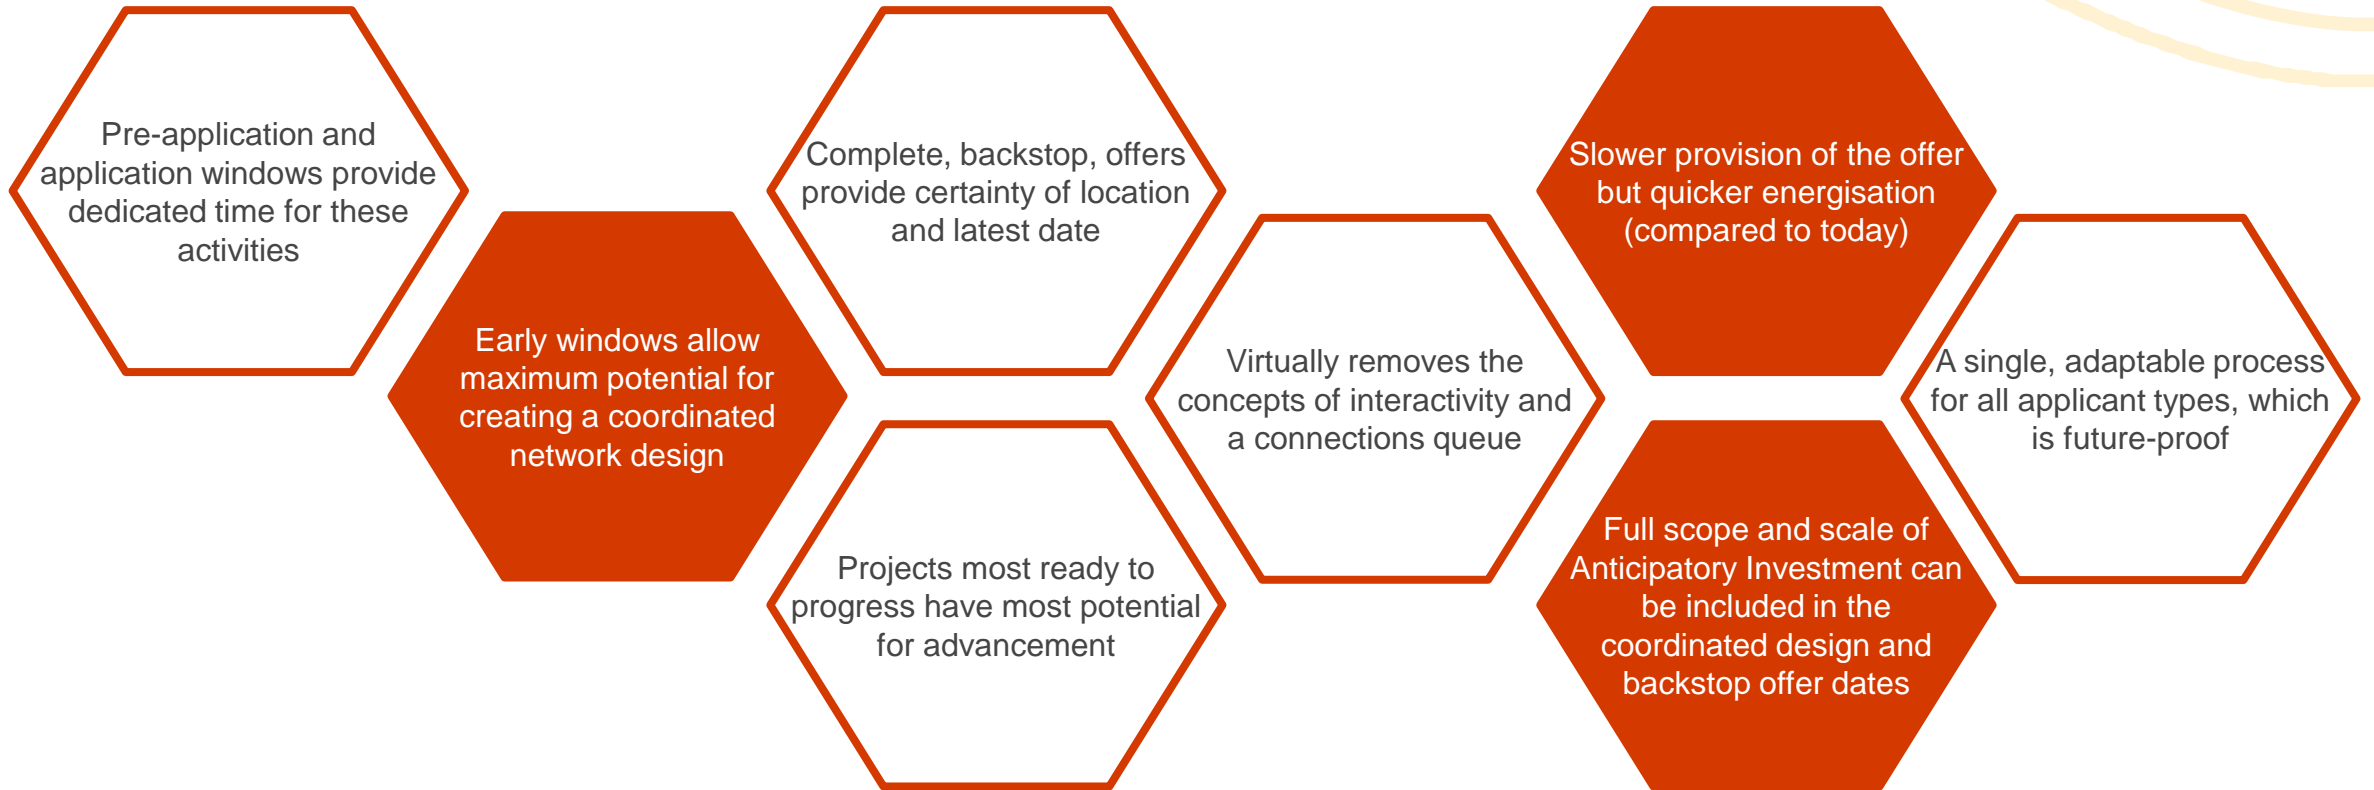 Pre-application and
application windows provide
dedicated time for these
activities
Early windows allow
maximum potential for
creating a coordinated
network design
Complete, backstop, offers
provide certainty of location
and latest date
Projects most ready to
progress have most potential
for advancement
Virtually removes the
concepts of interactivity and
a connections queue
Slower provision of the offer
but quicker energisation
(compared to today)
Full scope and scale of
Anticipatory Investment can
be included in the
coordinated design and
backstop offer dates
A single, adaptable process
for all applicant types, which
is future-proof